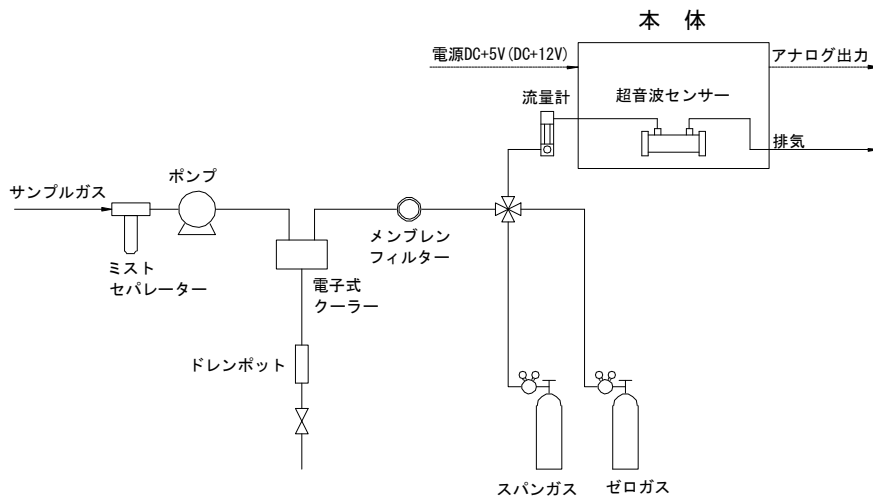 本 体
電源DC+5V(DC+12V)
アナログ出力
流量計
超音波センサー
排気
ポンプ
サンプルガス
メンブレン
フィルター
ミスト
セパレーター
電子式
クーラー
ドレンポット
スパンガス
ゼロガス